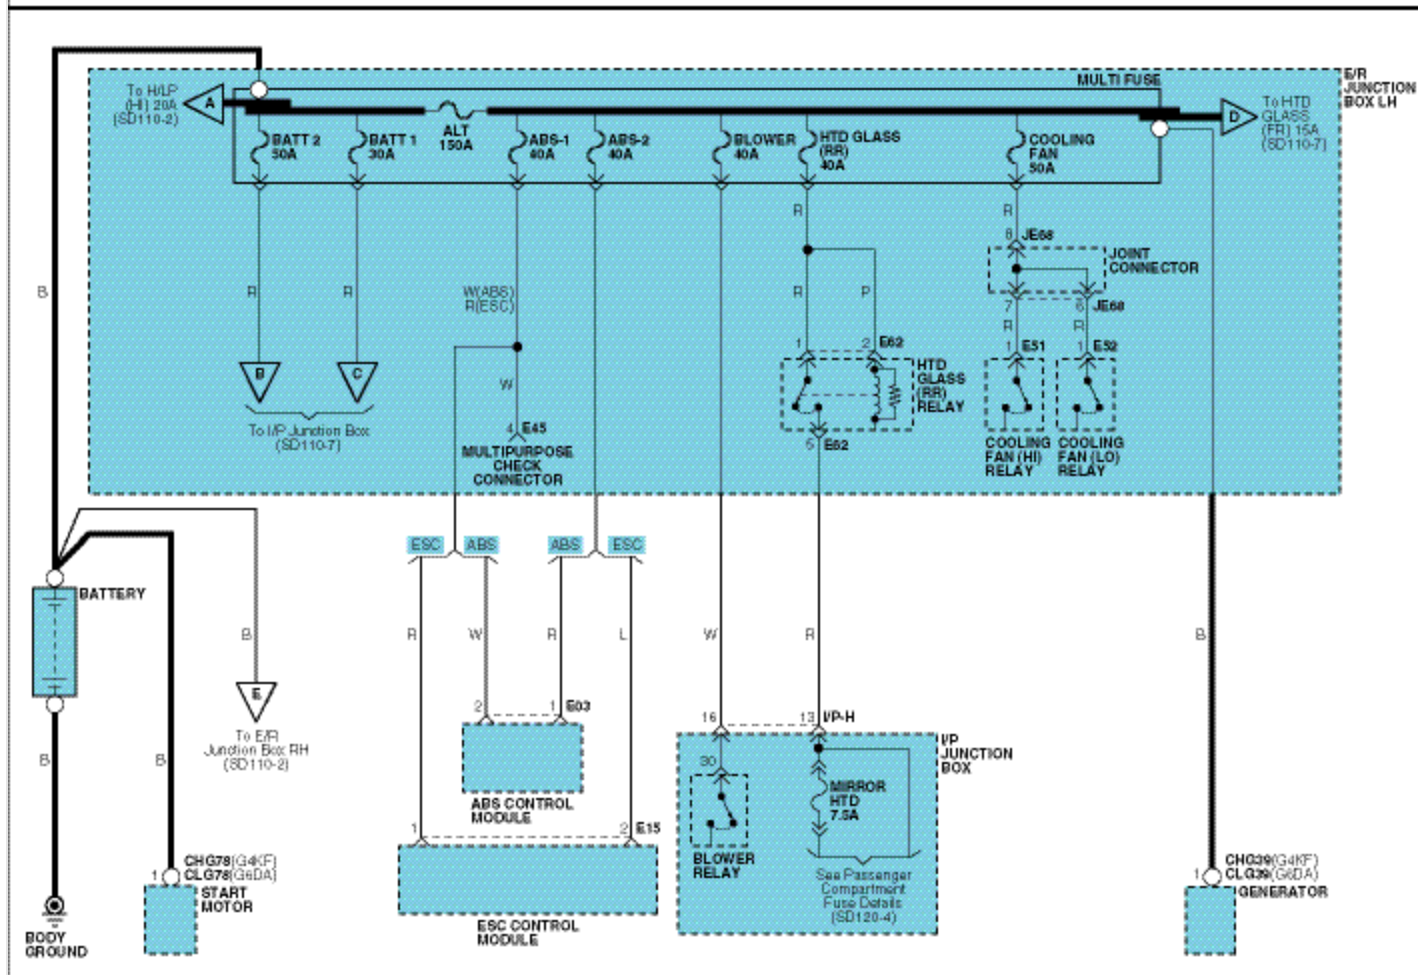 MULTI FUSE
E/R
JUNCTION
BOX LH
To H/LP
(HI) 20A
(SD110-2)
A
ALT
150A
D
To HTD
GLASS
(FR) 15A
(SD110-7)
BATT 2
50A
BATT 1
30A
ABS-1
40A
ABS-2
40A
BLOWER
40A
HTD GLASS
(RR)
40A
COOLING
FAN
50A
R
R
8
JE68
JOINT
CONNECTOR
B
R
R
W(ABS)
R(ESC)
R
P
7
6
JE68
R
R
1
2
E62
1
E51
1
E52
B
C
W
HTD
GLASS
(RR)
RELAY
To I/P Junction Box
(SD110-7)
4
E45
MULTIPURPOSE
CHECK
CONNECTOR
5
E62
COOLING
FAN (HI)
RELAY
COOLING
FAN (LO)
RELAY
ESC
ABS
ABS
ESC
BATTERY
B
R
W
R
L
W
R
B
E
To E/R
Junction Box RH
(SD110-2)
2
1
E03
16
13
I/P-H
I/P
JUNCTION
BOX
B
B
30
ABS CONTROL
MODULE
MIRROR
HTD
7.5A
1
2
E15
BLOWER
RELAY
See Passenger
Compartment
Fuse Details
(SD120-4)
CHG78(G4KF)
1
CLG78(G6DA)
START
MOTOR
CHG39(G4KF)
1
CLG39(G6DA)
GENERATOR
ESC CONTROL
MODULE
BODY
GROUND